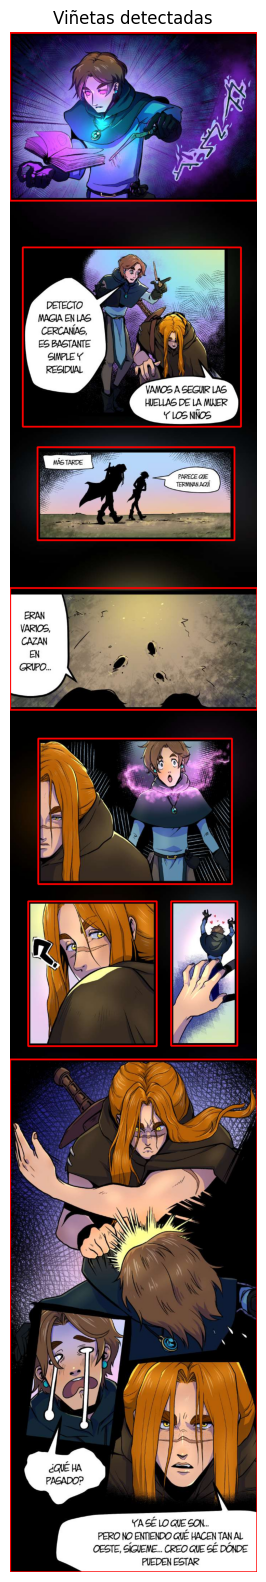 Viñetas detectadas
DETECTO
MAGIA EN LAS
CERCANÍAS,
ES BASTANTE
SIMPLE Y
RESIDUAL
VAMOS A SEGUIR LAS
HUELLAS DE LA MUJER
Y LOS NIÑOS
MÁS TARDE
PARECE QUE
TERMINAN AQUÍ
ERAN
VARIOS,
CAZAN
EN
GRUPO...
¿QUÉ HA
PASADO?
YA SÉ LO QUE SON...
PERO NO ENTIENDO QUÉ HACEN TAN AL
OESTE, SÍGUEME... CREO QUE SÉ DÓNDE
PUEDEN ESTAR